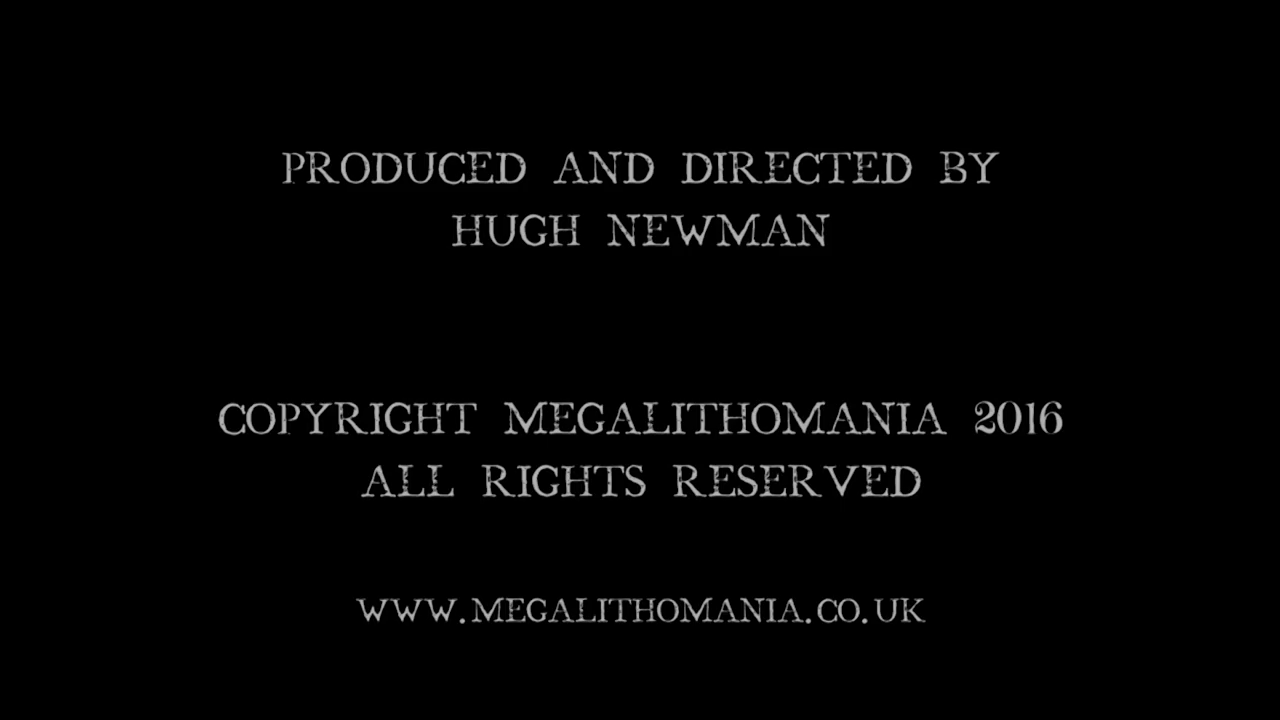 PRODUCED AND DIRECTED BY
HUGH NEWMAN
COPYRIGHT MEGALITHOMANIA 2016
ALL RIGHTS RESERVED
WWW.MEGALITHOMANIA.CO.UK